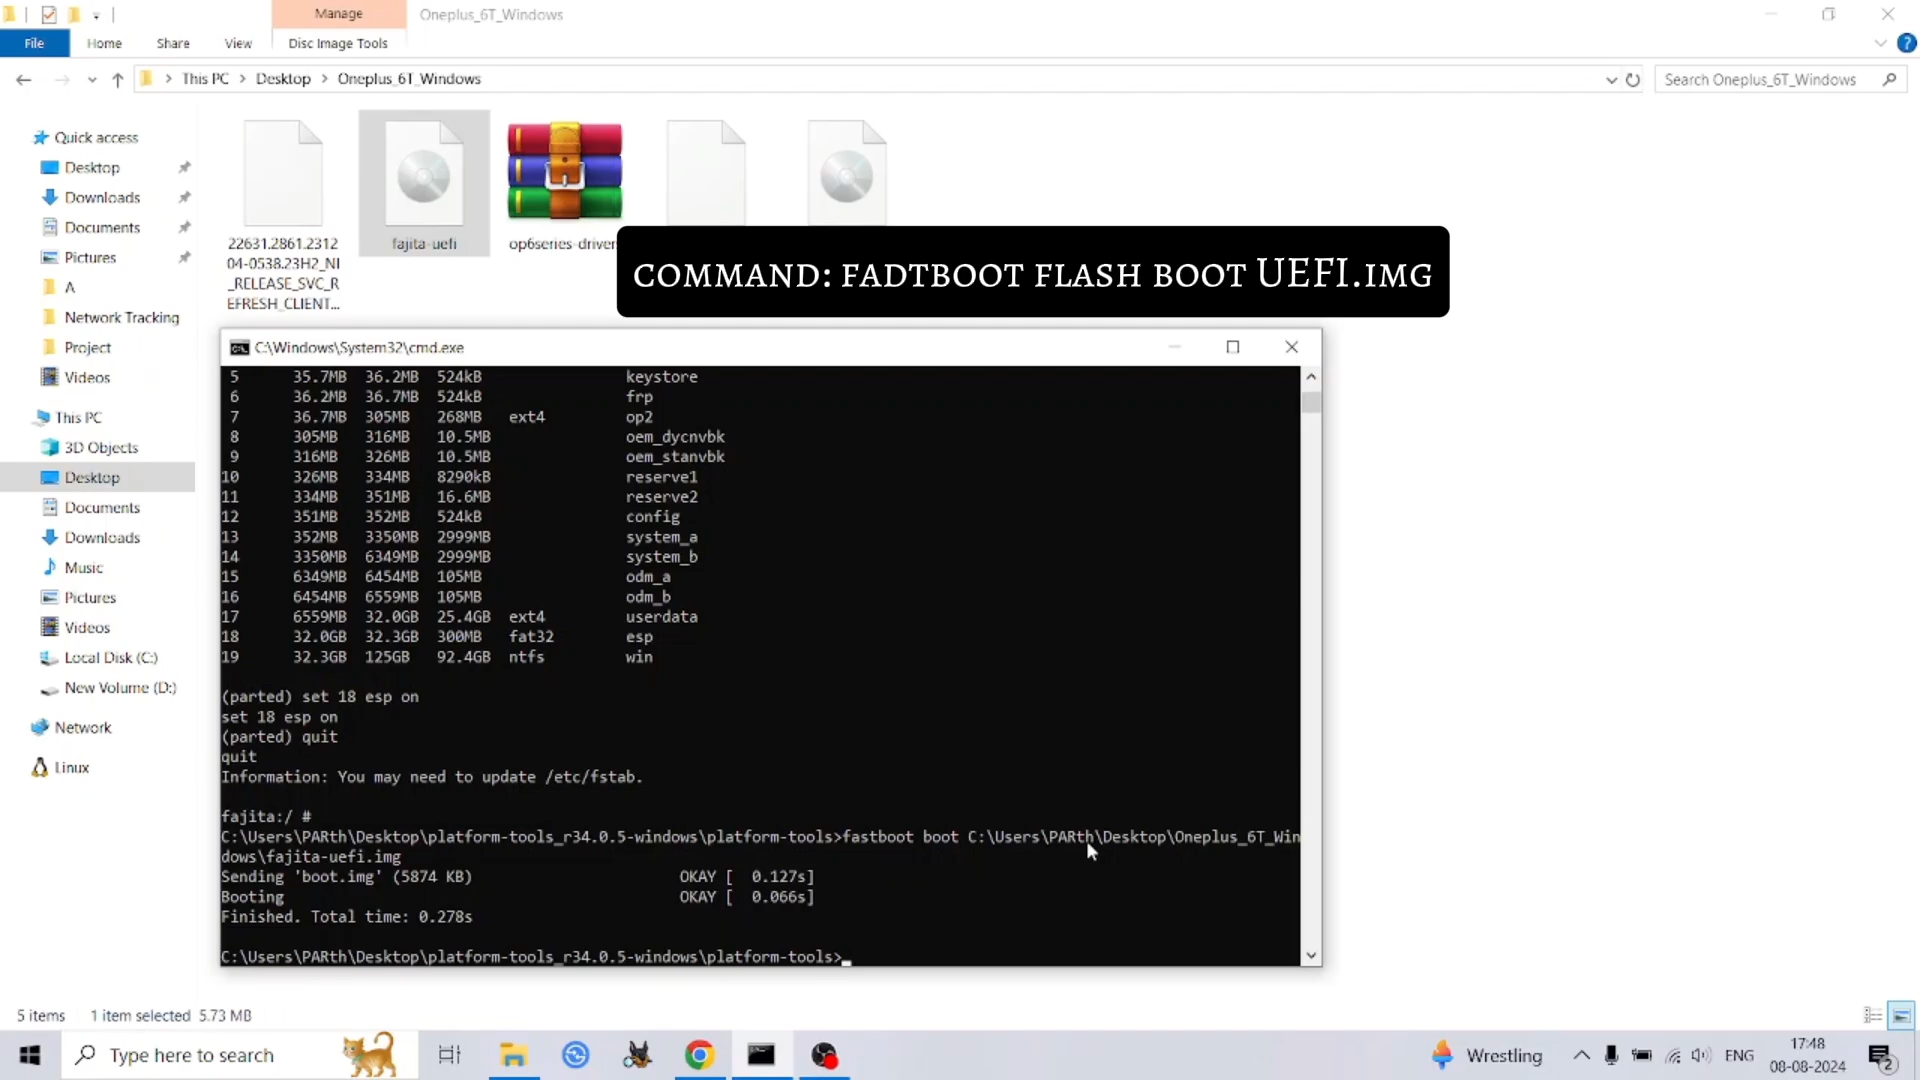 Manage
Oneplus_6T_Windows
File
Home
Share
View
Disc Image Tools
This PC
Desktop
Oneplus_6T_Windows
Search Oneplus_6T_Windows
Quick access
Desktop
Downloads
Documents
Pictures
A
Network Tracking
Project
Videos
This PC
3D Objects
Desktop
Documents
Downloads
Music
Pictures
Videos
Local Disk (C:)
New Volume (D:)
Network
Linux
22631.2861.2312
04-0538.23H2_NI
_RELEASE_SVC_R
EFRESH_CLIENT...
fajita-uefi
op6series-driver
COMMAND: FADTBOOT FLASH BOOT UEFI.IMG
C:\Windows\System32\cmd.exe
5 35.7MB 36.2MB 524kB keystore
6 36.2MB 36.7MB 524kB frp
7 36.7MB 305MB 268MB ext4 op2
8 305MB 316MB 10.5MB oem_dycnvbk
9 316MB 326MB 10.5MB oem_stanvbk
10 326MB 334MB 8290kB reserve1
11 334MB 351MB 16.6MB reserve2
12 351MB 352MB 524kB config
13 352MB 3350MB 2999MB system_a
14 3350MB 6349MB 2999MB system_b
15 6349MB 6454MB 105MB odm_a
16 6454MB 6559MB 105MB odm_b
17 6559MB 32.0GB 25.4GB ext4 userdata
18 32.0GB 32.3GB 300MB fat32 esp
19 32.3GB 125GB 92.4GB ntfs win
(parted) set 18 esp on
set 18 esp on
(parted) quit
quit
Information: You may need to update /etc/fstab.
fajita:/ #
C:\Users\PARth\Desktop\platform-tools_r34.0.5-windows\platform-tools>fastboot boot C:\Users\PARth\Desktop\Oneplus_6T_Win
dows\fajita-uefi.img
Sending 'boot.img' (5874 KB) OKAY [ 0.127s]
Booting OKAY [ 0.066s]
Finished. Total time: 0.278s
C:\Users\PARth\Desktop\platform-tools_r34.0.5-windows\platform-tools>
5 items
1 item selected 5.73 MB
Type here to search
Wrestling
ENG
17:48
08-08-2024
2